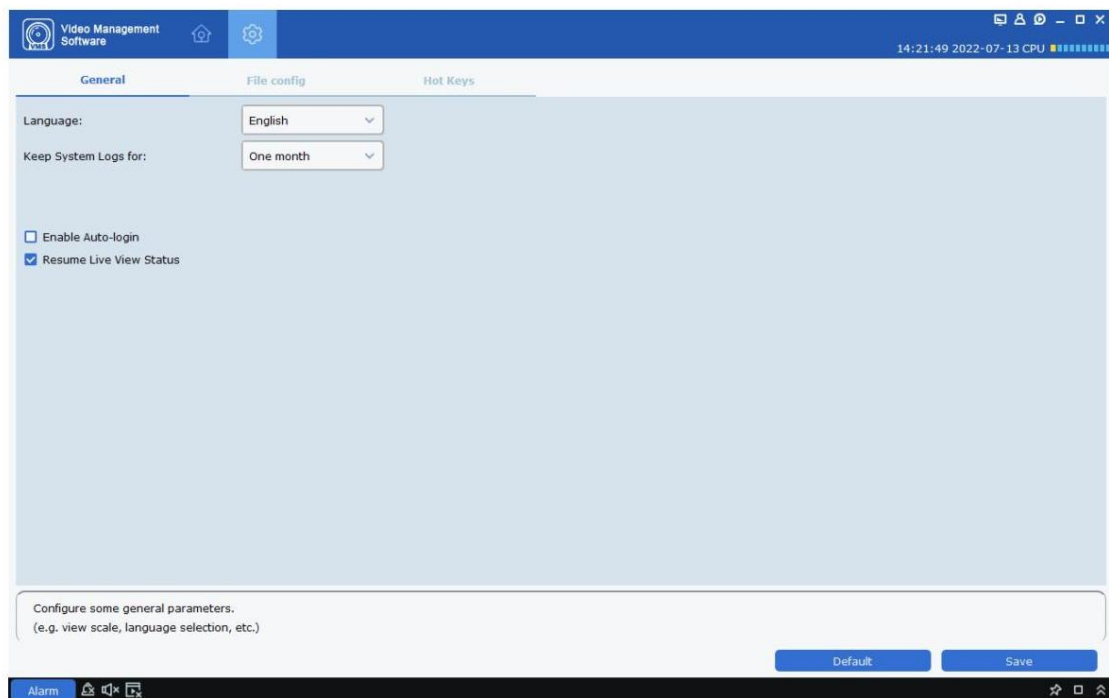 Video Management
Software
14:21:49 2022-07-13 CPU
General
File config
Hot Keys
Language:
English
Keep System Logs for:
One month
Enable Auto-login
Resume Live View Status
Configure some general parameters.
(e.g. view scale, language selection, etc.)
Default
Save
Alarm